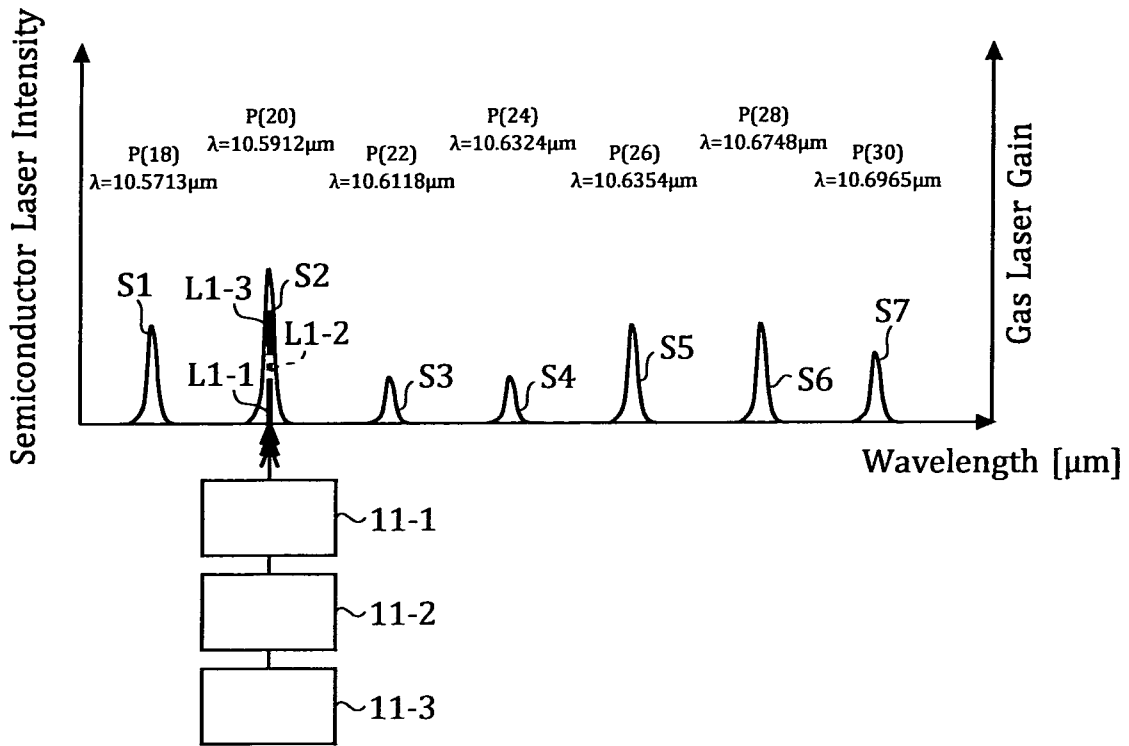 Semiconductor Laser Intensity
Gas Laser Gain
P(18)
λ=10.5713μm
P(20)
λ=10.5912μm
P(22)
λ=10.6118μm
P(24)
λ=10.6324μm
P(26)
λ=10.6354μm
P(28)
λ=10.6748μm
P(30)
λ=10.6965μm
S1
L1-3
S2
L1-2
L1-1
S3
S4
S5
S6
S7
Wavelength [μm]
11-1
11-2
11-3